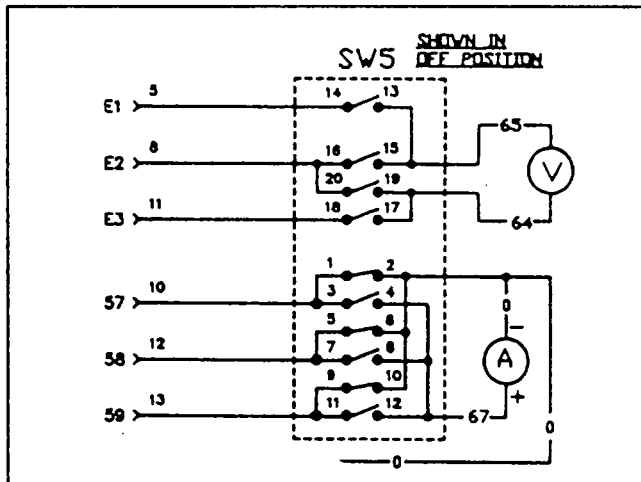 SHOWN IN
SW5 OFF POSITION
E1 5 14 13
65
E2 8 16 15
V
20 19
E3 11 18 17
64
1 2
57 10 3 4
0
5 6
−
58 12 7 8
A
9 10
+
59 13 11 12
67
0
0